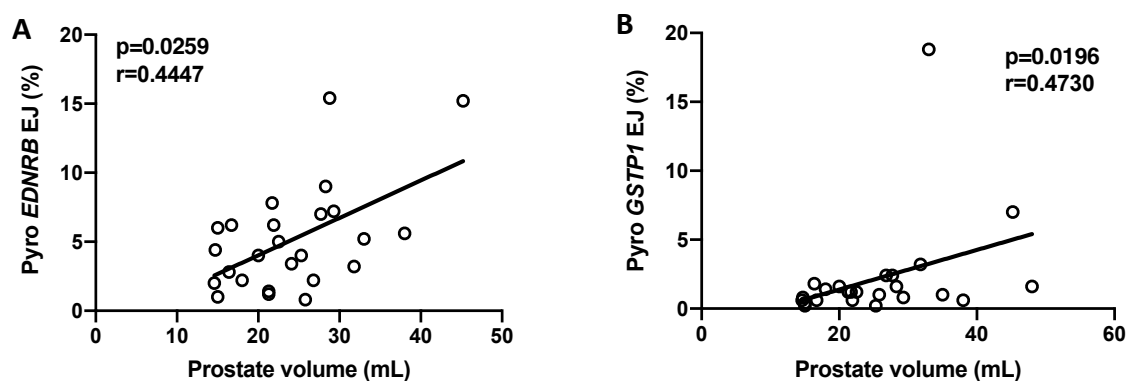 A
p=0.0259
r=0.4447
Pyro EDNRB EJ (%)
20
15
10
5
0
0 10 20 30 40 50
Prostate volume (mL)
B
p=0.0196
r=0.4730
Pyro GSTP1 EJ (%)
20
15
10
5
0
0 20 40 60
Prostate volume (mL)